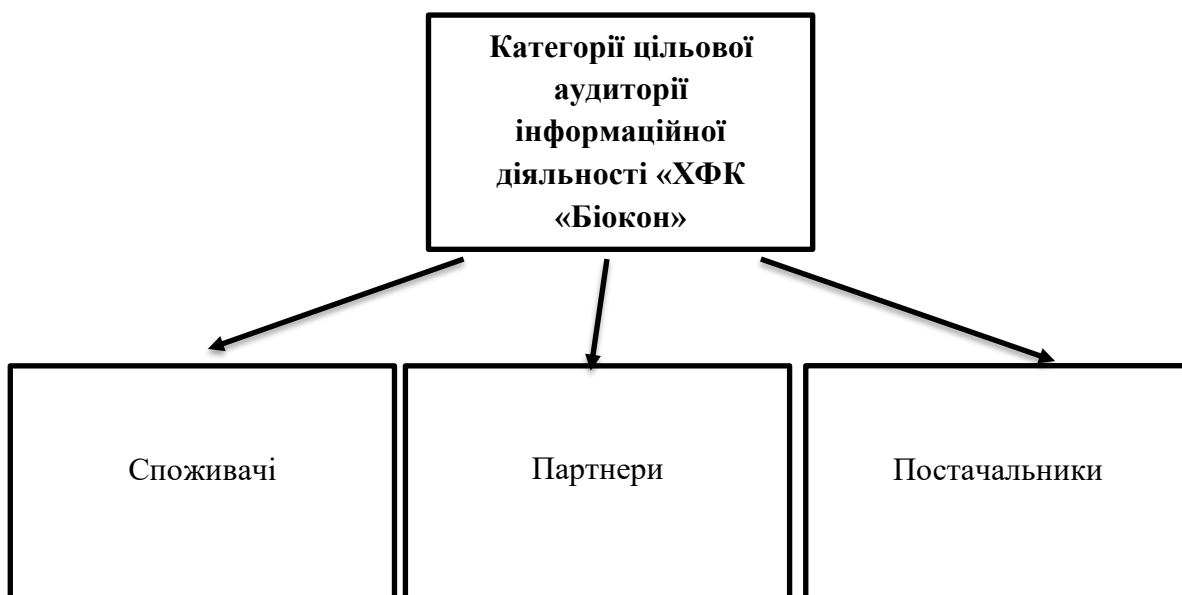 Категорії цільової
аудиторії
інформаційної
діяльності «ХФК
«Біокон»
Споживачі
Партнери
Постачальники